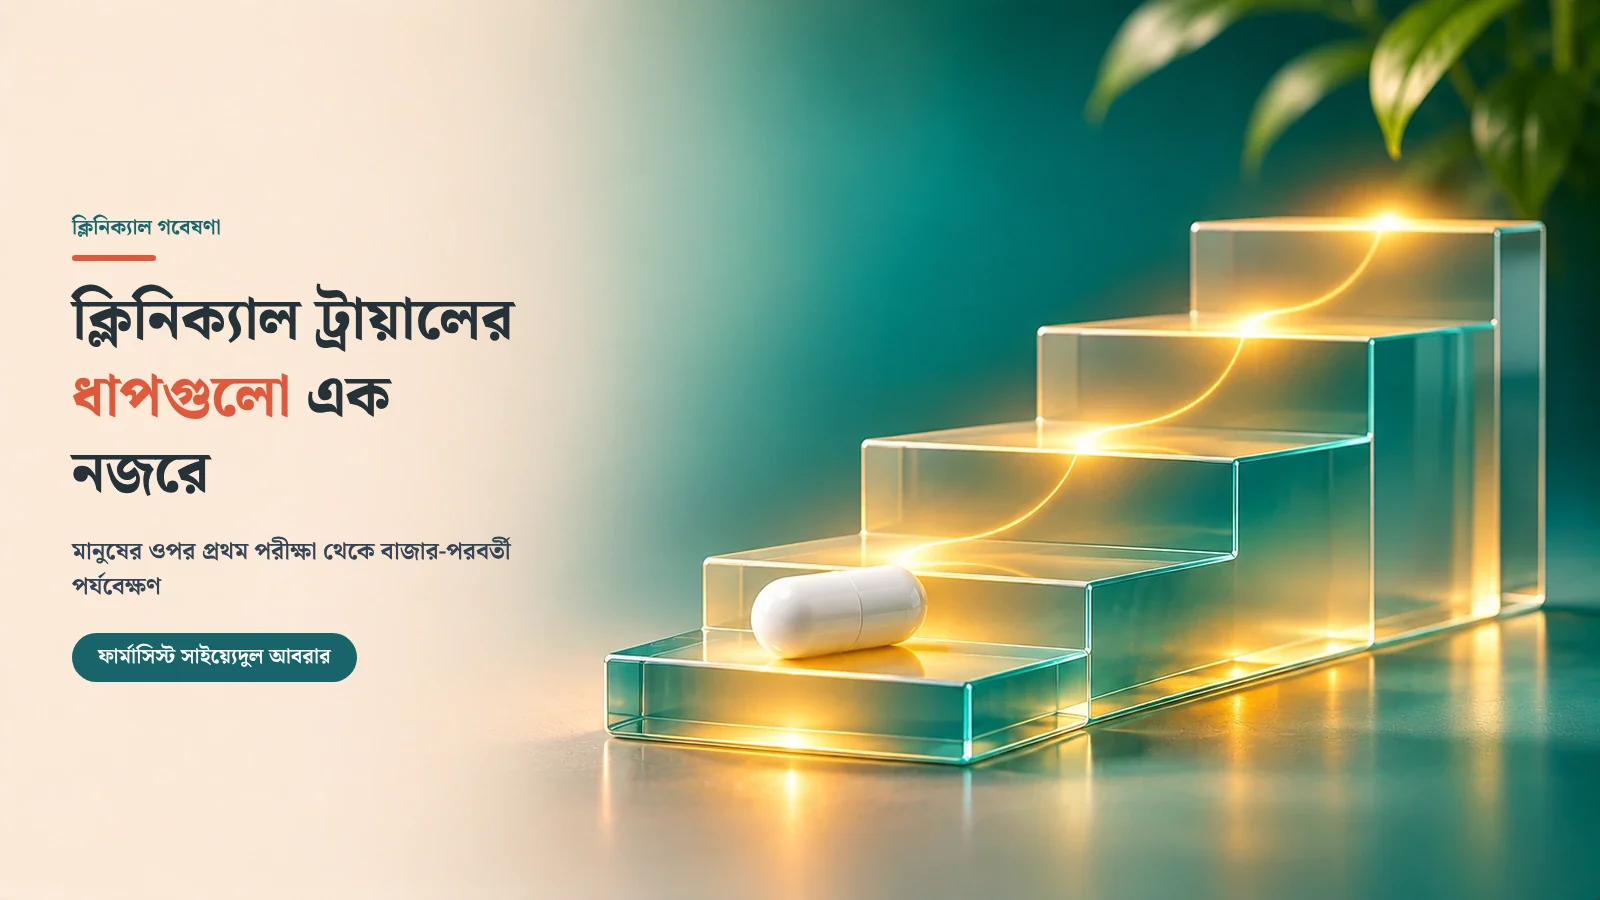 ক্লিনিক্যাল গবেষণা
ক্লিনিক্যাল ট্রায়ালের
ধাপগুলো এক
নজরে
মানুষের ওপর প্রথম পরীক্ষা থেকে বাজার-পরবর্তী
পর্যবেক্ষণ
ফার্মাসিস্ট সাইয়্যেদুল আবরার